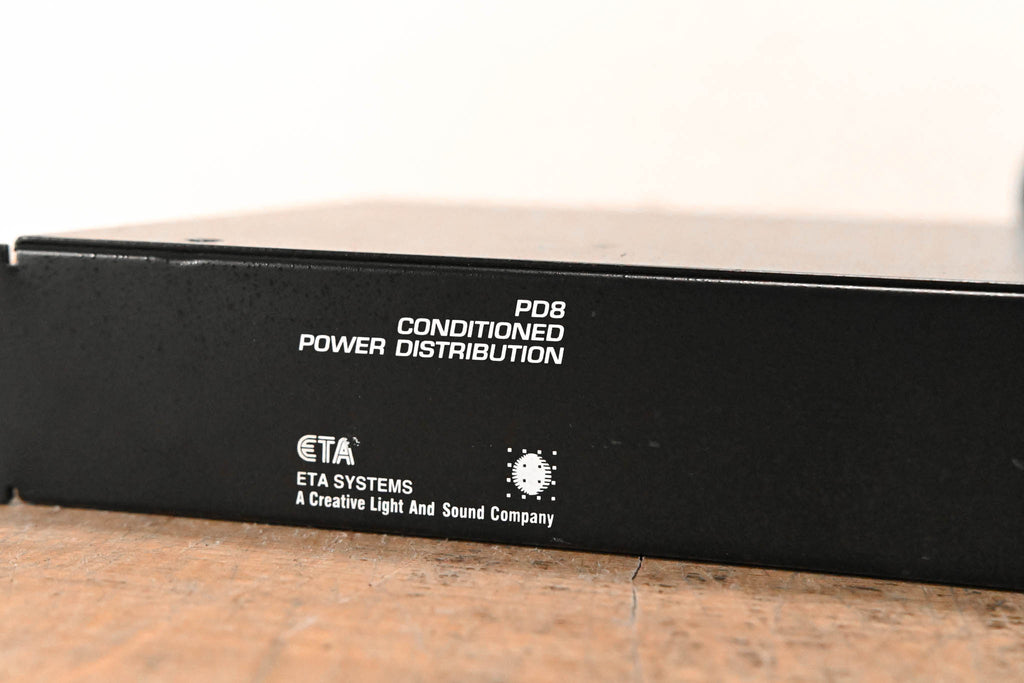 PD8
CONDITIONED
POWER DISTRIBUTION
ETA
ETA SYSTEMS
A Creative Light And Sound Company